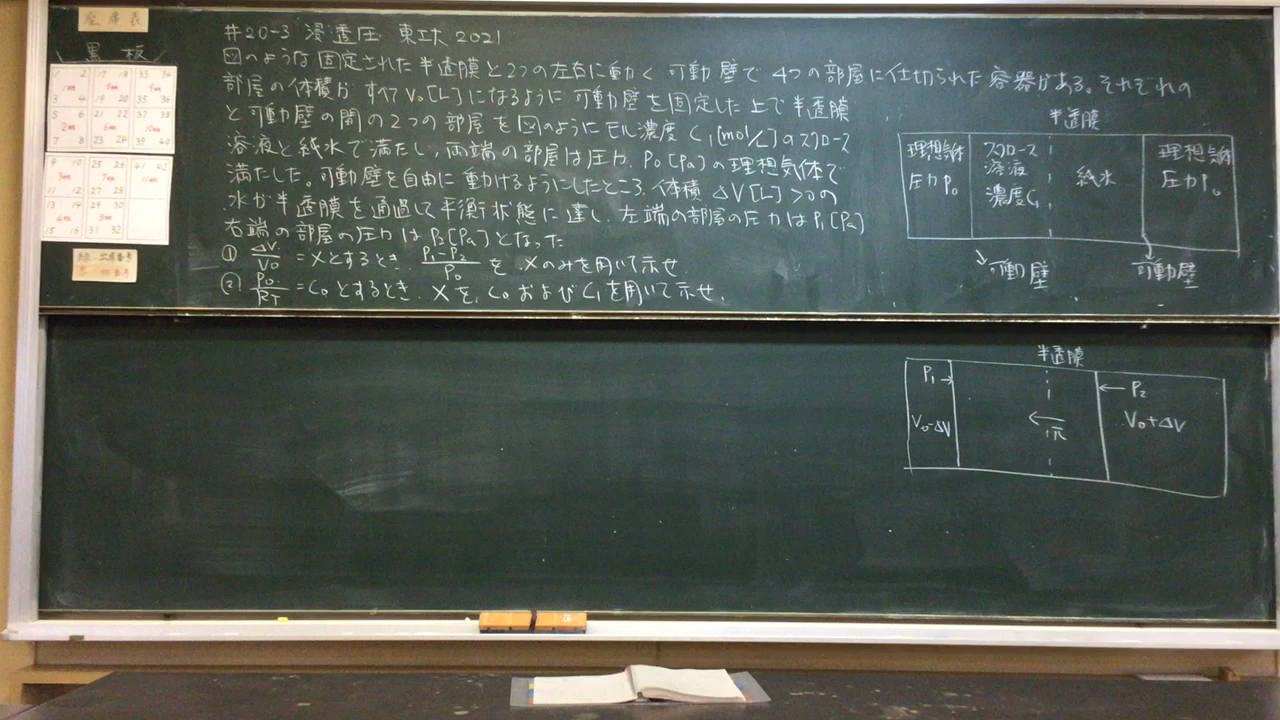 座席表
黒板
#20-3 浸透圧 東工大 2021
図のような固定された半透膜と2つの左右に動く可動壁で4つの部屋に仕切られた容器がある。それぞれの
部屋の体積がすべてV₀[L]になるように可動壁を固定した上で半透膜
と可動壁の間の2つの部屋を図のようにモル濃度C₁[mol/L]のスクロース
溶液と純水で満たし、両端の部屋は圧力P₀[Pa]の理想気体で
満たした。可動壁を自由に動けるようにしたところ、体積ΔV[L]>0の
水が半透膜を通過して平衡状態に達し、左端の部屋の圧力はP₁[Pa]
右端の部屋の圧力はP₂[Pa]となった
① ΔV/V₀ = xとするとき、(P₁-P₂)/P₀ を、xのみを用いて示せ
② P₀/RT = C₀とするとき、xを、C₀およびC₁を用いて示せ。
半透膜
理想気体
圧力P₀
スクロース
溶液
濃度C₁
純水
理想気体
圧力P₀
可動壁
可動壁
半透膜
P₁
V₀-ΔV
π
P₂
V₀+ΔV